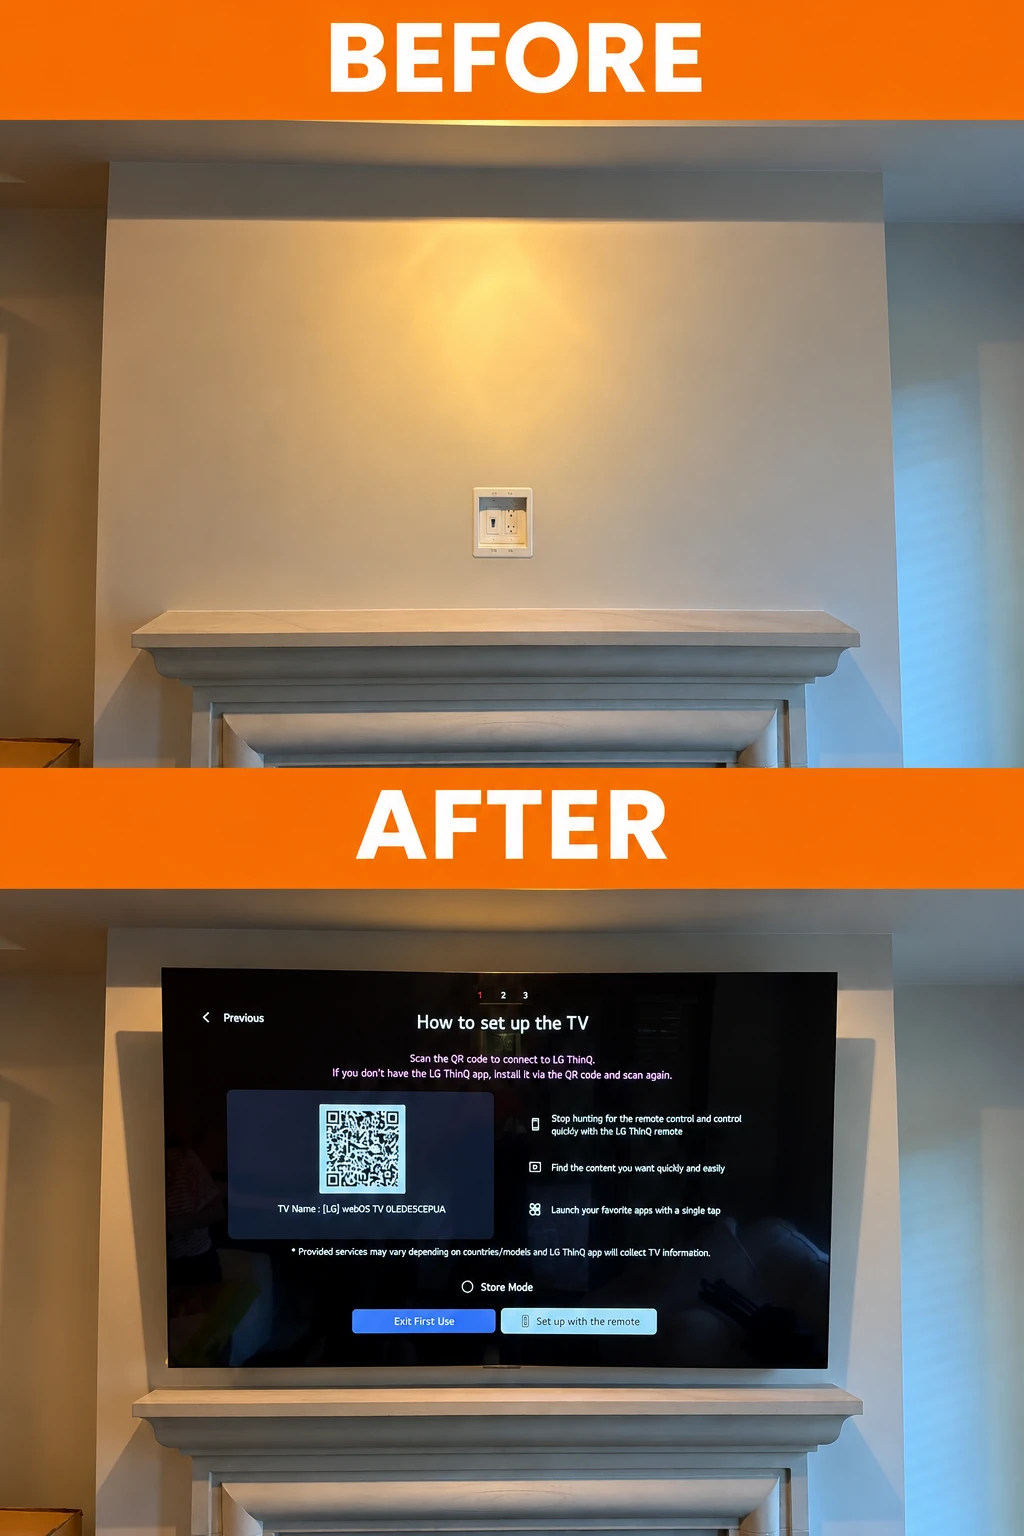 BEFORE
AFTER
1 2 3
Previous
How to set up the TV
Scan the QR code to connect to LG ThinQ.
If you don't have the LG ThinQ app, install it via the QR code and scan again.
TV Name : [LG] webOS TV OLEDE5CEPUA
Stop hunting for the remote control and control
quickly with the LG ThinQ remote
Find the content you want quickly and easily
Launch your favorite apps with a single tap
* Provided services may vary depending on countries/models and LG ThinQ app will collect TV information.
Store Mode
Exit First Use
Set up with the remote